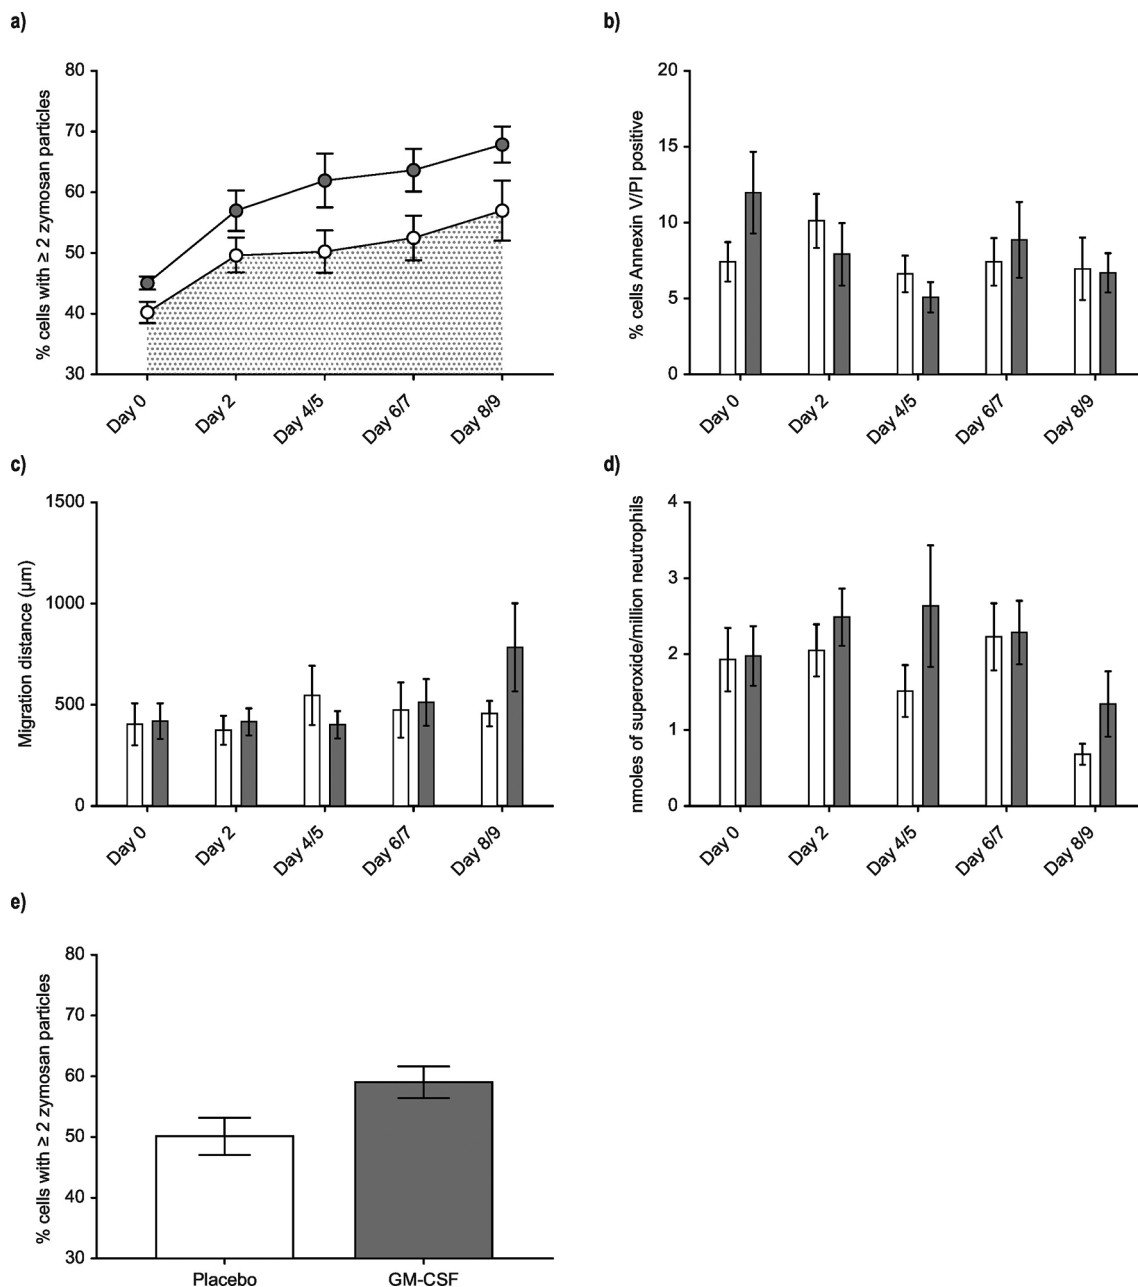 a)
% cells with ≥ 2 zymosan particles
80
70
60
50
40
30
Day 0
Day 2
Day 4/5
Day 6/7
Day 8/9
b)
% cells Annexin V/PI positive
20
15
10
5
0
Day 0
Day 2
Day 4/5
Day 6/7
Day 8/9
c)
Migration distance (μm)
1500
1000
500
0
Day 0
Day 2
Day 4/5
Day 6/7
Day 8/9
d)
nmoles of superoxide/million neutrophils
4
3
2
1
0
Day 0
Day 2
Day 4/5
Day 6/7
Day 8/9
e)
% cells with ≥ 2 zymosan particles
80
70
60
50
40
30
Placebo
GM-CSF